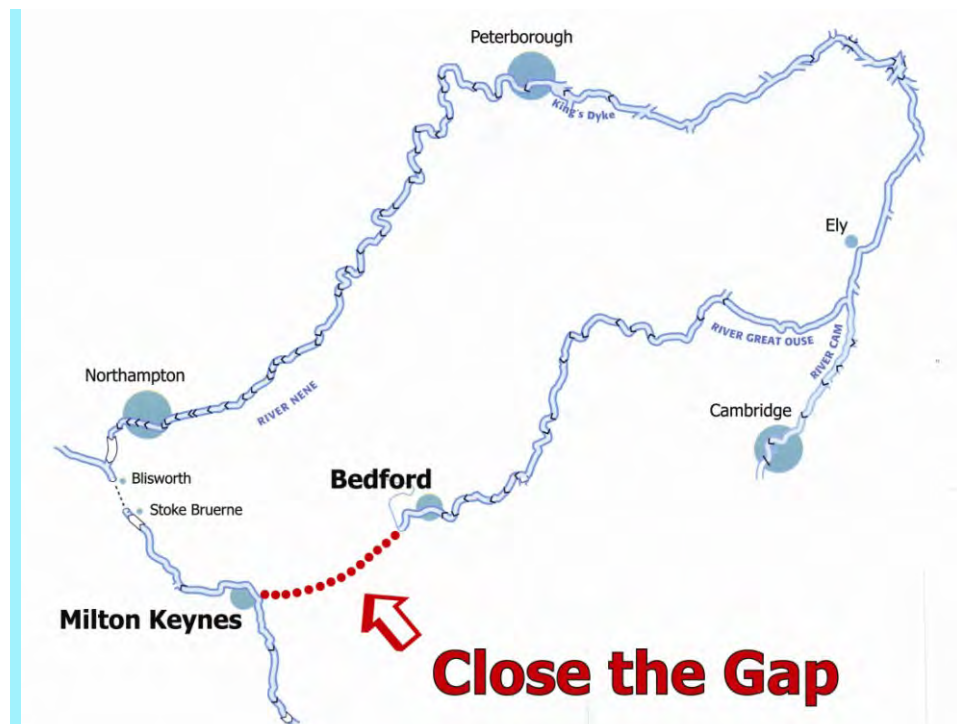 Peterborough
King's Dyke
Ely
RIVER GREAT OUSE
RIVER CAM
Northampton
RIVER NENE
Cambridge
Blisworth
Bedford
Stoke Bruerne
Milton Keynes
Close the Gap